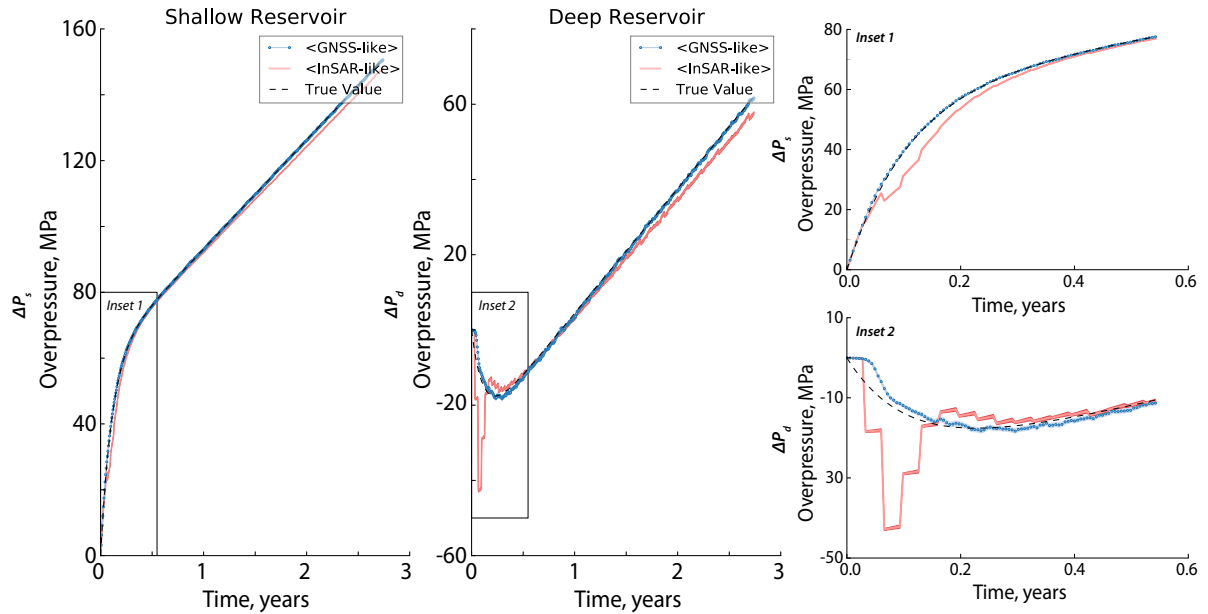 Shallow Reservoir
160
120
80
40
0
ΔPs
Overpressure, MPa
<GNSS-like>
<InSAR-like>
True Value
Inset 1
0
1
2
3
Time, years
Deep Reservoir
60
20
-20
-60
ΔPd
Overpressure, MPa
<GNSS-like>
<InSAR-like>
True Value
Inset 2
0
1
2
3
Time, years
Inset 1
80
60
40
20
0
ΔPs
Overpressure, MPa
0.0
0.2
0.4
0.6
Time, years
Inset 2
10
-10
29
-30
-50
ΔPd
Overpressure, MPa
0.0
0.2
0.4
0.6
Time, years